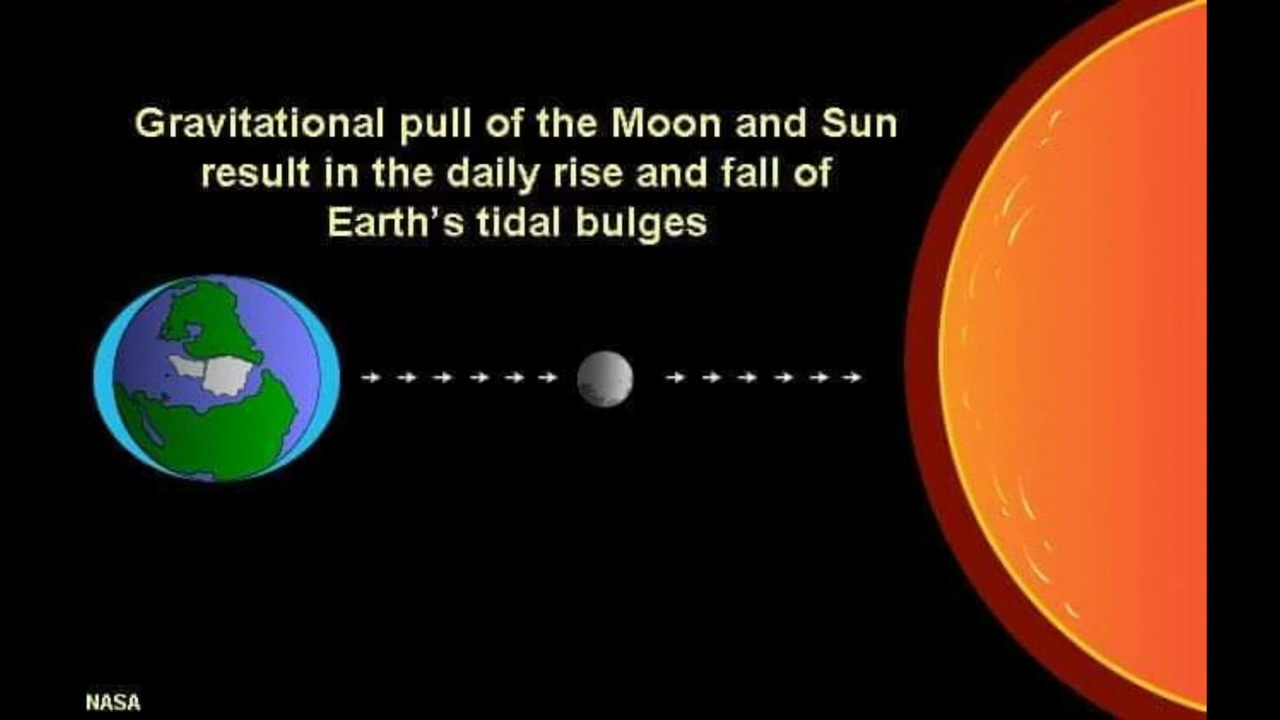 Gravitational pull of the Moon and Sun
result in the daily rise and fall of
Earth's tidal bulges
NASA